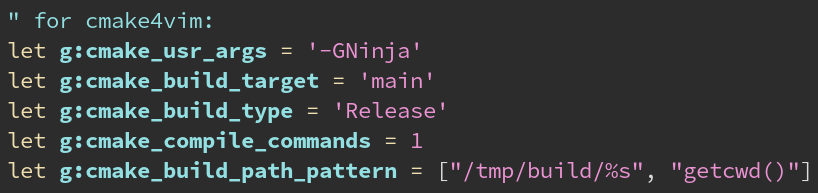 " for cmake4vim:
let g:cmake_usr_args = '-GNinja'
let g:cmake_build_target = 'main'
let g:cmake_build_type = 'Release'
let g:cmake_compile_commands = 1
let g:cmake_build_path_pattern = ["/tmp/build/%s", "getcwd()"]